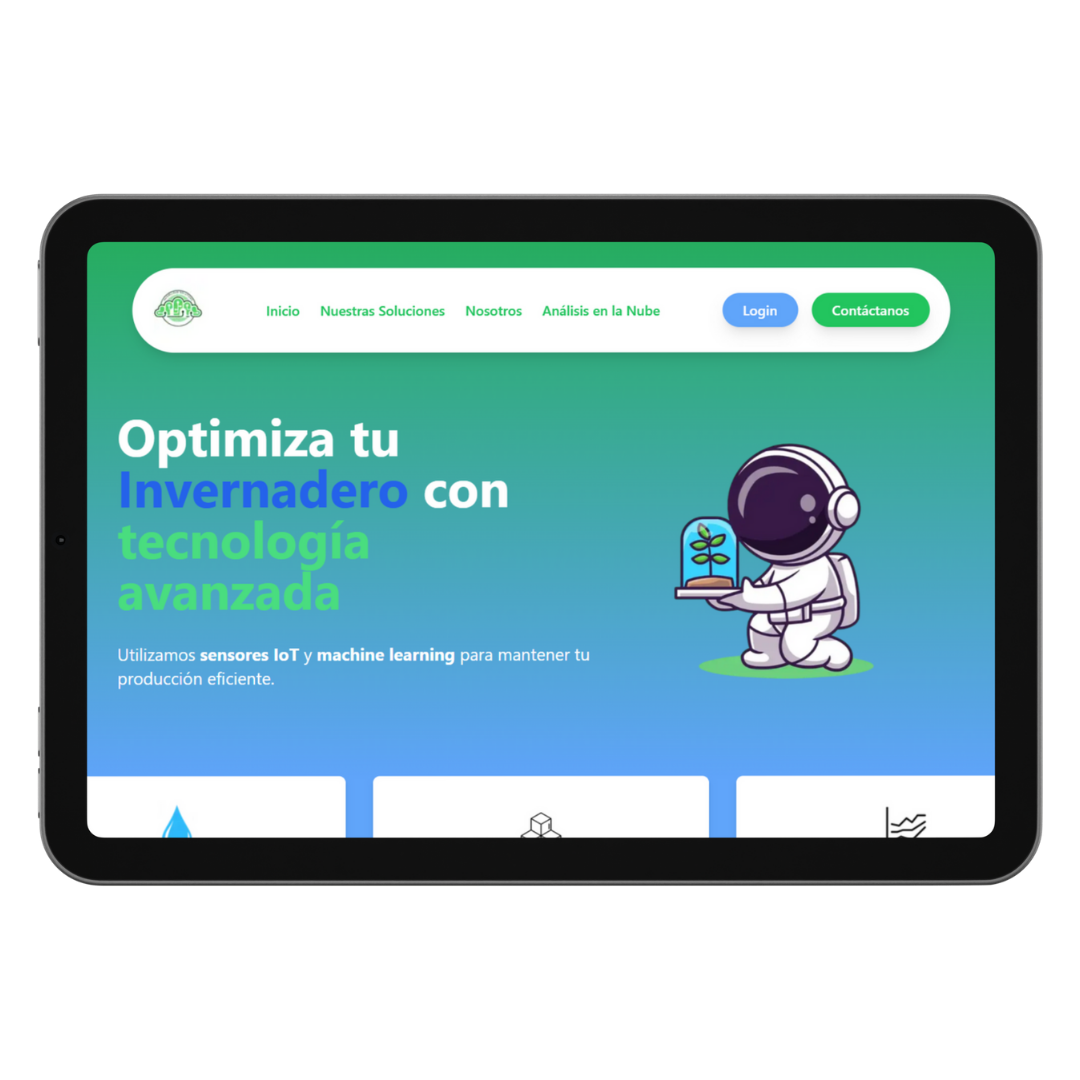 Inicio Nuestras Soluciones Nosotros Análisis en la Nube Login Contáctanos
Optimiza tu
Invernadero con
tecnología
avanzada
Utilizamos sensores IoT y machine learning para mantener tu
producción eficiente.